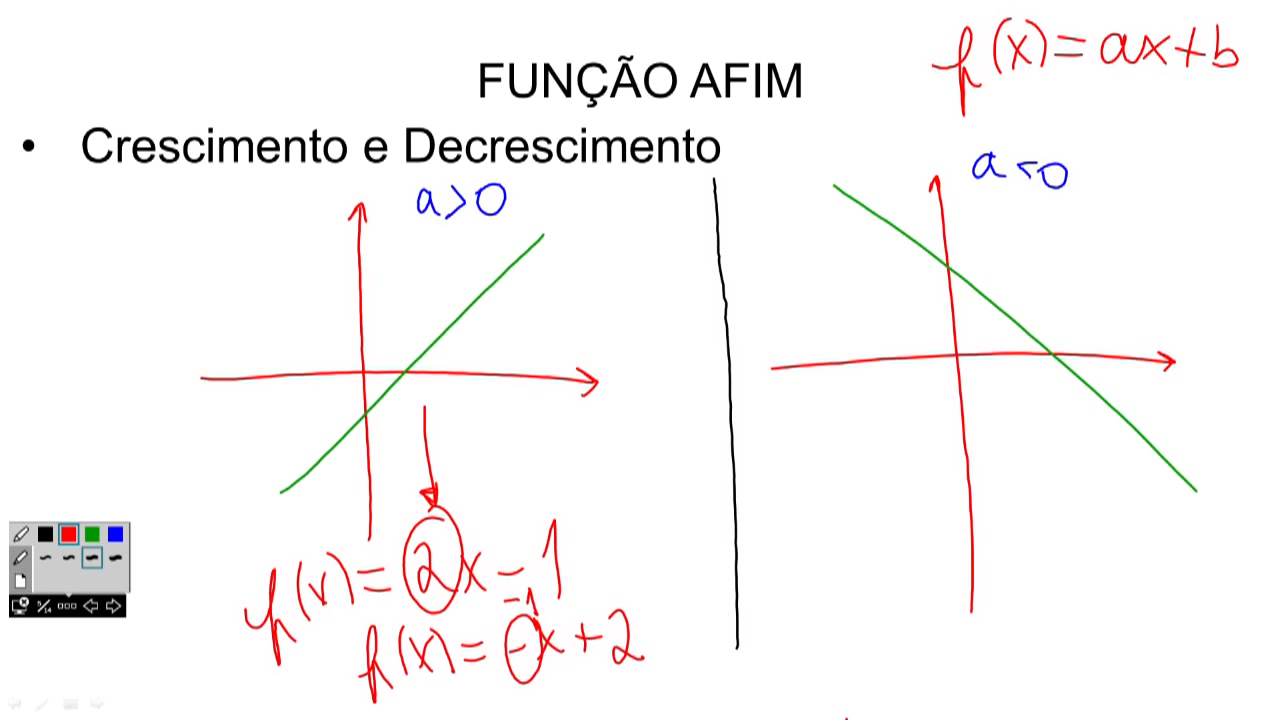 f(x)=ax+b
FUNÇÃO AFIM
• Crescimento e Decrescimento
a>0
a<0
f(x)=2x-1
-1
f(x)=-x+2